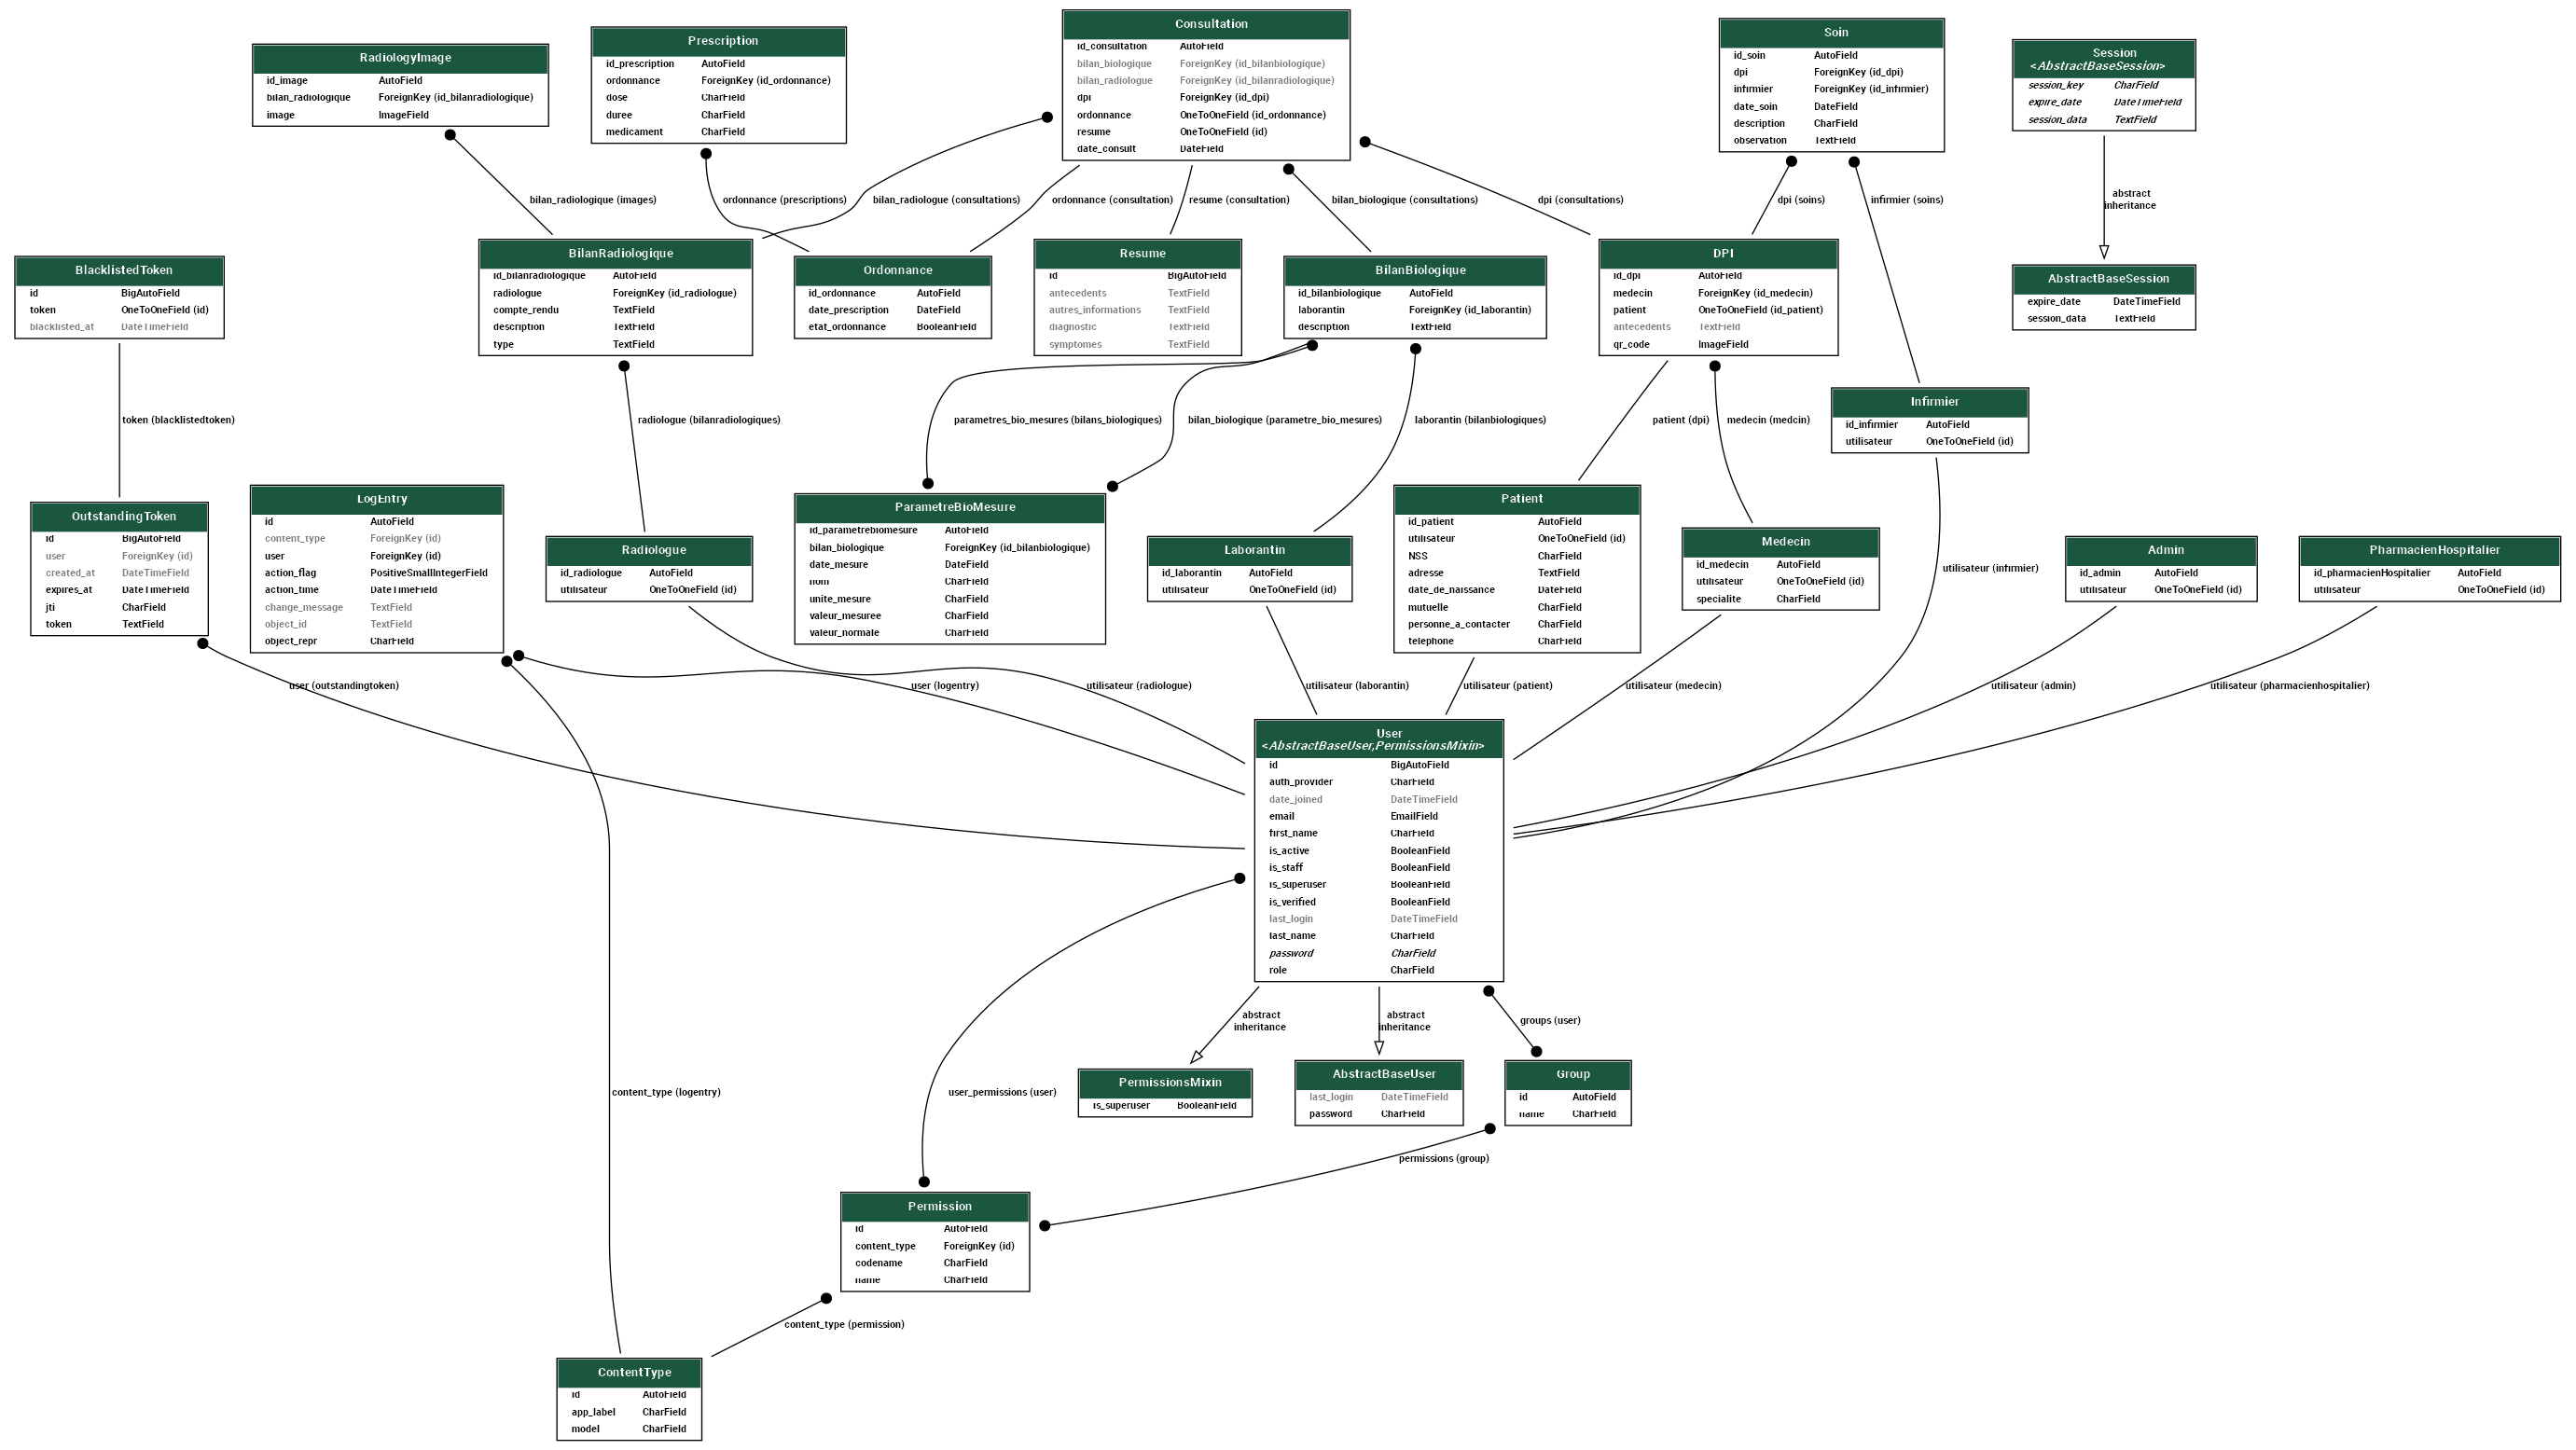 Consultation
id_consultation AutoField
bilan_biologique ForeignKey (id_bilanbiologique)
bilan_radiologue ForeignKey (id_bilanradiologique)
dpi ForeignKey (id_dpi)
ordonnance OneToOneField (id_ordonnance)
resume OneToOneField (id)
date_consult DateField
Soin
id_soin AutoField
dpi ForeignKey (id_dpi)
infirmier ForeignKey (id_infirmier)
date_soin DateField
description CharField
observation TextField
Prescription
id_prescription AutoField
ordonnance ForeignKey (id_ordonnance)
dose CharField
duree CharField
medicament CharField
RadiologyImage
id_image AutoField
bilan_radiologique ForeignKey (id_bilanradiologique)
image ImageField
Session
<AbstractBaseSession>
session_key CharField
expire_date DateTimeField
session_data TextField
bilan_radiologique (images)
ordonnance (prescriptions)
bilan_radiologue (consultations)
ordonnance (consultation)
resume (consultation)
bilan_biologique (consultations)
dpi (consultations)
dpi (soins)
infirmier (soins)
abstract
inheritance
BlacklistedToken
id BigAutoField
token OneToOneField (id)
blacklisted_at DateTimeField
BilanRadiologique
id_bilanradiologique AutoField
radiologue ForeignKey (id_radiologue)
compte_rendu TextField
description TextField
type TextField
Ordonnance
id_ordonnance AutoField
date_prescription DateField
etat_ordonnance BooleanField
Resume
id BigAutoField
antecedents TextField
autres_informations TextField
diagnostic TextField
symptomes TextField
BilanBiologique
id_bilanbiologique AutoField
laborantin ForeignKey (id_laborantin)
description TextField
DPI
id_dpi AutoField
medecin ForeignKey (id_medecin)
patient OneToOneField (id_patient)
antecedents TextField
qr_code ImageField
AbstractBaseSession
expire_date DateTimeField
session_data TextField
Infirmier
id_infirmier AutoField
utilisateur OneToOneField (id)
token (blacklistedtoken)
radiologue (bilanradiologiques)
parametres_bio_mesures (bilans_biologiques)
bilan_biologique (parametre_bio_mesures)
laborantin (bilanbiologiques)
patient (dpi)
medecin (medcin)
OutstandingToken
id BigAutoField
user ForeignKey (id)
created_at DateTimeField
expires_at DateTimeField
jti CharField
token TextField
LogEntry
id AutoField
content_type ForeignKey (id)
user ForeignKey (id)
action_flag PositiveSmallIntegerField
action_time DateTimeField
change_message TextField
object_id TextField
object_repr CharField
Radiologue
id_radiologue AutoField
utilisateur OneToOneField (id)
ParametreBioMesure
id_parametrebiomesure AutoField
bilan_biologique ForeignKey (id_bilanbiologique)
date_mesure DateField
nom CharField
unite_mesure CharField
valeur_mesuree CharField
valeur_normale CharField
Laborantin
id_laborantin AutoField
utilisateur OneToOneField (id)
Patient
id_patient AutoField
utilisateur OneToOneField (id)
NSS CharField
adresse TextField
date_de_naissance DateField
mutuelle CharField
personne_a_contacter CharField
telephone CharField
Medecin
id_medecin AutoField
utilisateur OneToOneField (id)
specialite CharField
utilisateur (infirmier)
Admin
id_admin AutoField
utilisateur OneToOneField (id)
PharmacienHospitalier
id_pharmacienHospitalier AutoField
utilisateur OneToOneField (id)
user (outstandingtoken)
user (logentry)
utilisateur (radiologue)
utilisateur (laborantin)
utilisateur (patient)
utilisateur (medecin)
utilisateur (admin)
utilisateur (pharmacienhospitalier)
User
<AbstractBaseUser,PermissionsMixin>
id BigAutoField
auth_provider CharField
date_joined DateTimeField
email EmailField
first_name CharField
is_active BooleanField
is_staff BooleanField
is_superuser BooleanField
is_verified BooleanField
last_login DateTimeField
last_name CharField
password CharField
role CharField
abstract
inheritance
abstract
inheritance
groups (user)
content_type (logentry)
user_permissions (user)
PermissionsMixin
is_superuser BooleanField
AbstractBaseUser
last_login DateTimeField
password CharField
Group
id AutoField
name CharField
permissions (group)
Permission
id AutoField
content_type ForeignKey (id)
codename CharField
name CharField
content_type (permission)
ContentType
id AutoField
app_label CharField
model CharField